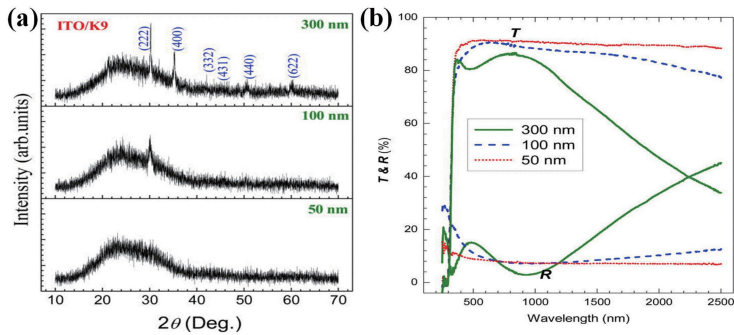 (a)
ITO/K9
300 nm
(222)
(400)
(332)
(431)
(440)
(622)
100 nm
50 nm
Intensity (arb.units)
10 20 30 40 50 60 70
2θ (Deg.)
(b)
T
100
80
60
40
20
0
T & R (%)
300 nm
100 nm
50 nm
R
500 1000 1500 2000 2500
Wavelength (nm)